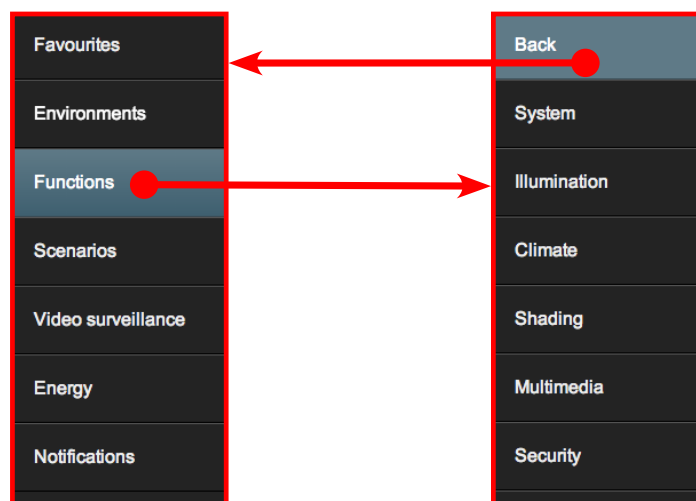 Favourites
Environments
Functions
Scenarios
Video surveillance
Energy
Notifications
Back
System
Illumination
Climate
Shading
Multimedia
Security